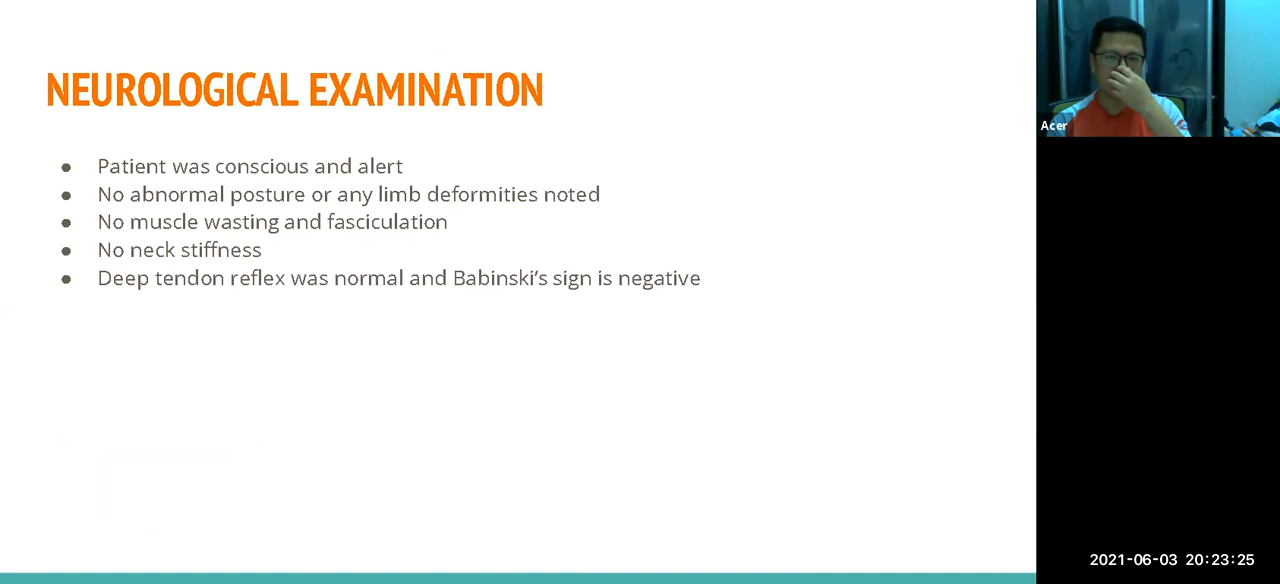 NEUROLOGICAL EXAMINATION
● Patient was conscious and alert
● No abnormal posture or any limb deformities noted
● No muscle wasting and fasciculation
● No neck stiffness
● Deep tendon reflex was normal and Babinski’s sign is negative
Acer
2021-06-03 20:23:25